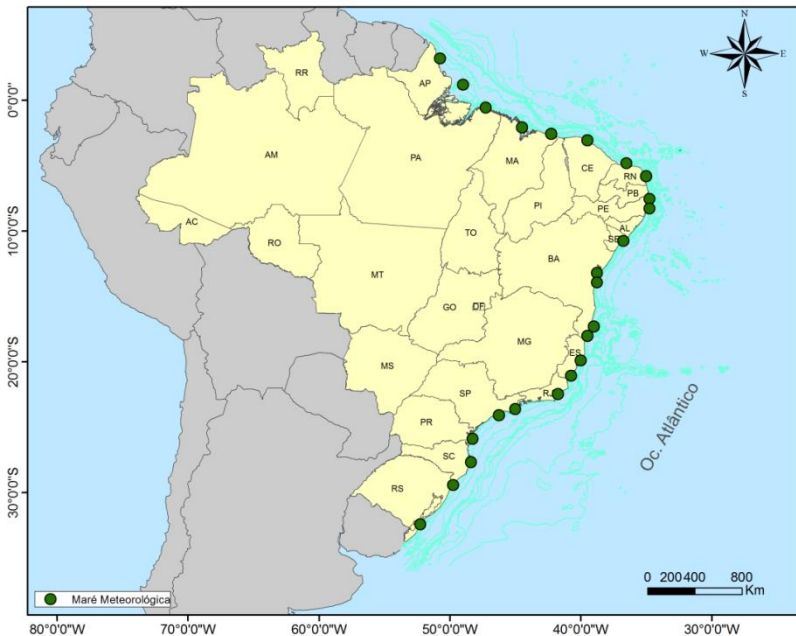 N
W E
S
RR
AP
0°0'0"
AM
PA
MA
CE
RN
PB
PI
PE
AC
AL
TO
SE
10°0'0"S
RO
BA
MT
GO
DF
MG
ES
20°0'0"S
MS
SP
RJ
PR
Oc. Atlântico
SC
RS
30°0'0"S
0 200 400 800
Km
Maré Meteorológica
80°0'0"W 70°0'0"W 60°0'0"W 50°0'0"W 40°0'0"W 30°0'0"W